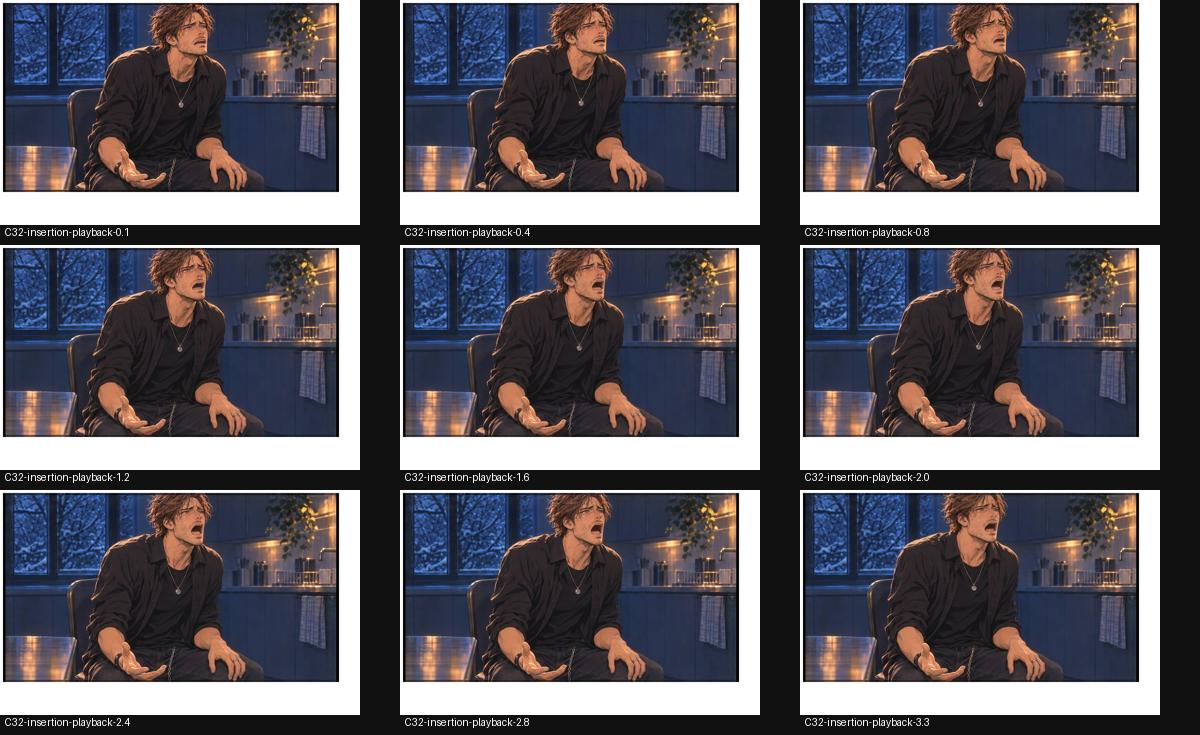 C32-insertion-playback-0.1
C32-insertion-playback-0.4
C32-insertion-playback-0.8
C32-insertion-playback-1.2
C32-insertion-playback-1.6
C32-insertion-playback-2.0
C32-insertion-playback-2.4
C32-insertion-playback-2.8
C32-insertion-playback-3.3